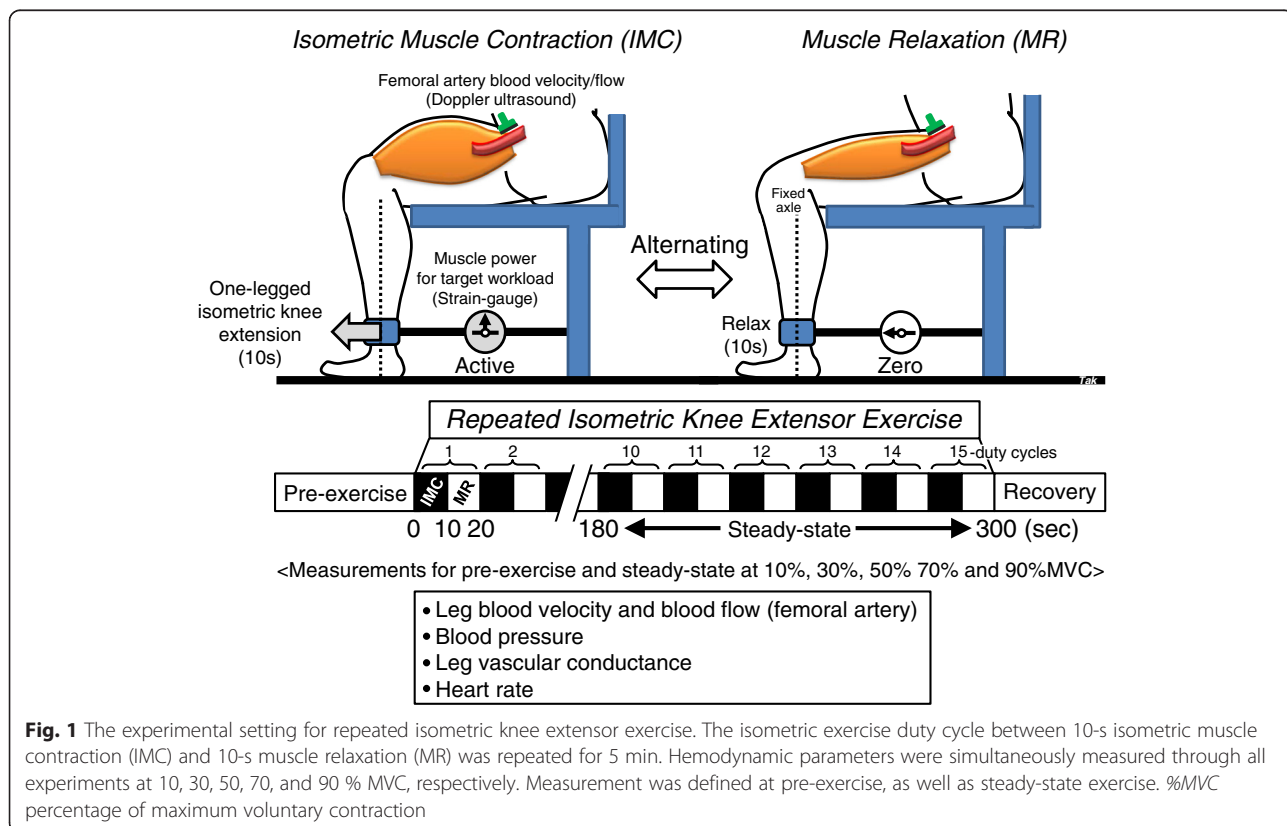 Isometric Muscle Contraction (IMC)
Muscle Relaxation (MR)
Femoral artery blood velocity/flow
(Doppler ultrasound)
Fixed
axle
Alternating
Muscle power
for target workload
(Strain-gauge)
One-legged
isometric knee
extension
(10s)
Active
Relax
(10s)
Zero
Tak
Repeated Isometric Knee Extensor Exercise
1 2 10 11 12 13 14 15 -duty cycles
Pre-exercise IMC MR Recovery
0 10 20 180 Steady-state 300 (sec)
<Measurements for pre-exercise and steady-state at 10%, 30%, 50% 70% and 90%MVC>
• Leg blood velocity and blood flow (femoral artery)
• Blood pressure
• Leg vascular conductance
• Heart rate
Fig. 1 The experimental setting for repeated isometric knee extensor exercise. The isometric exercise duty cycle between 10-s isometric muscle
contraction (IMC) and 10-s muscle relaxation (MR) was repeated for 5 min. Hemodynamic parameters were simultaneously measured through all
experiments at 10, 30, 50, 70, and 90 % MVC, respectively. Measurement was defined at pre-exercise, as well as steady-state exercise. %MVC
percentage of maximum voluntary contraction